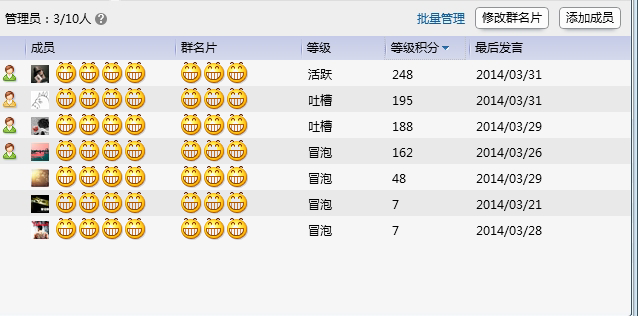 管理员：3/10人 批量管理 修改群名片 添加成员
成员 群名片 等级 等级积分 最后发言
活跃 248 2014/03/31
吐槽 195 2014/03/31
吐槽 188 2014/03/29
冒泡 162 2014/03/26
冒泡 48 2014/03/29
冒泡 7 2014/03/21
冒泡 7 2014/03/28